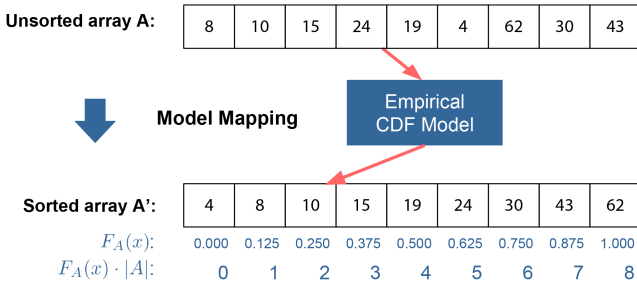 Unsorted array A: 8 10 15 24 19 4 62 30 43
Empirical
CDF Model
Model Mapping
Sorted array A’: 4 8 10 15 19 24 30 43 62
F_A(x): 0.000 0.125 0.250 0.375 0.500 0.625 0.750 0.875 1.000
F_A(x) · |A|: 0 1 2 3 4 5 6 7 8